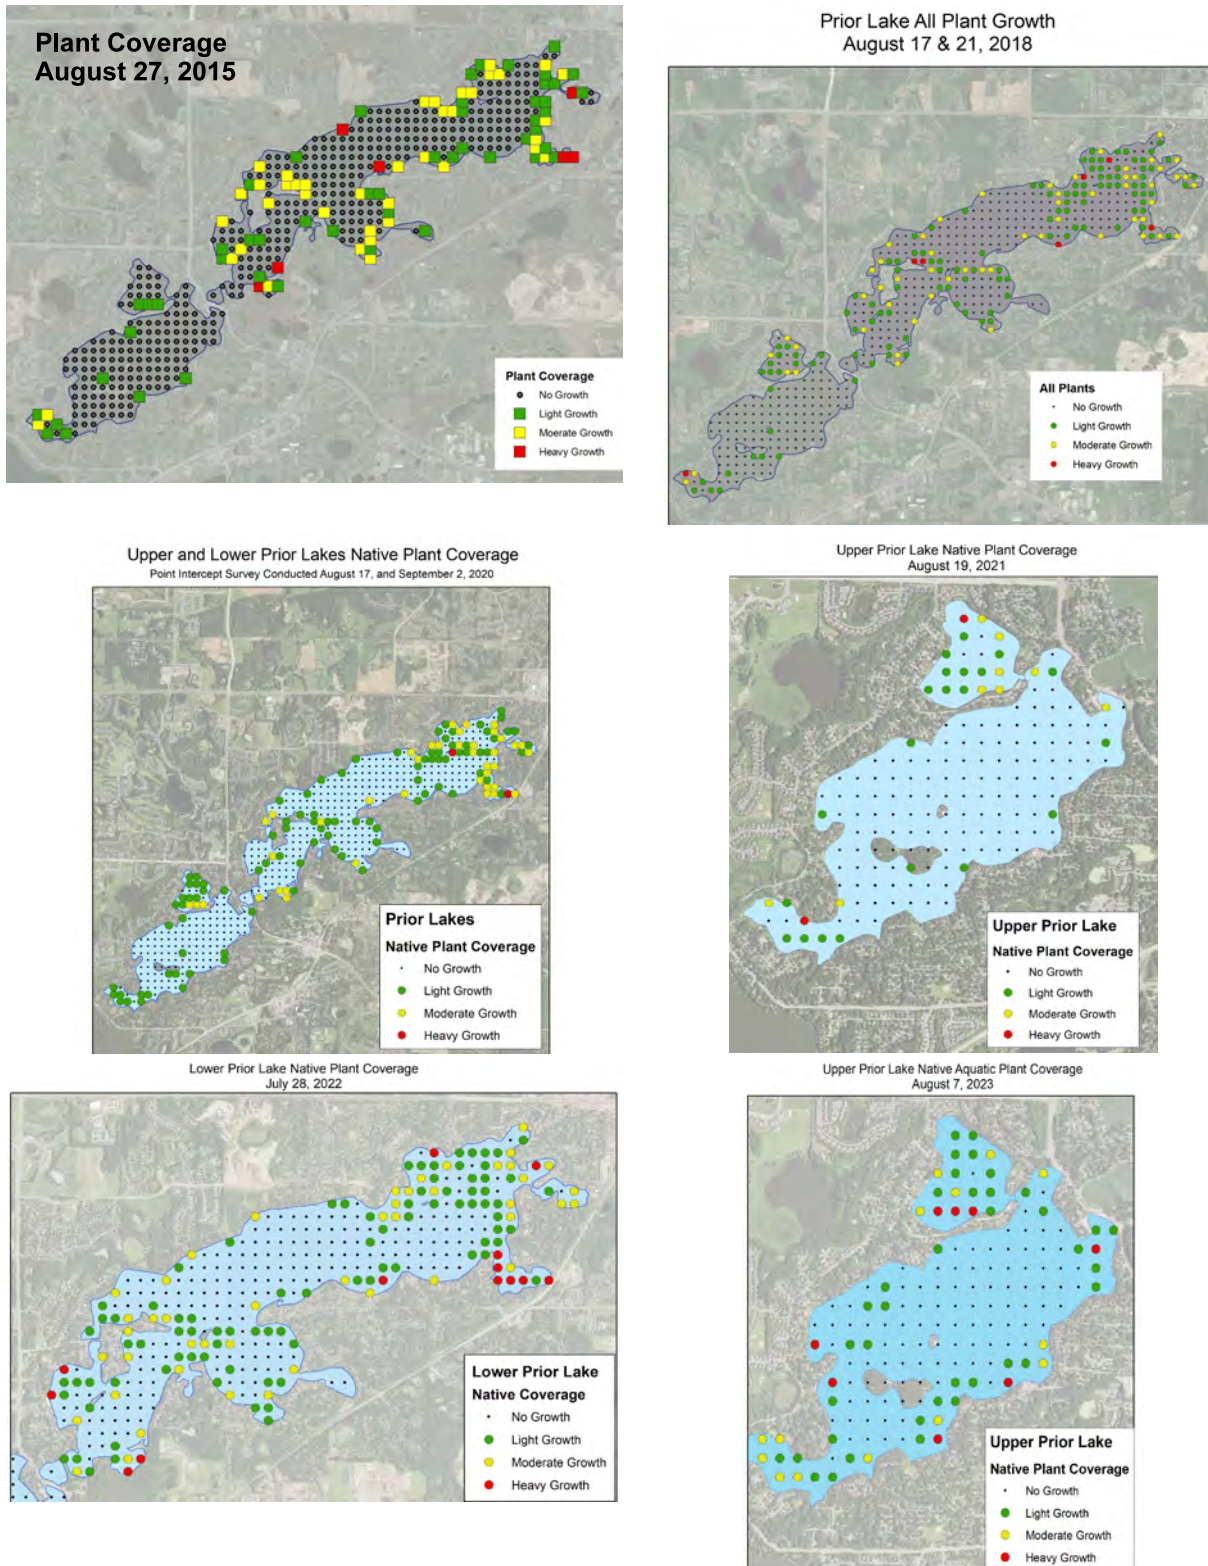 Plant Coverage
August 27, 2015
Plant Coverage
No Growth
Light Growth
Moerate Growth
Heavy Growth
Prior Lake All Plant Growth
August 17 & 21, 2018
All Plants
No Growth
Light Growth
Moderate Growth
Heavy Growth
Upper and Lower Prior Lakes Native Plant Coverage
Point Intercept Survey Conducted August 17, and September 2, 2020
Prior Lakes
Native Plant Coverage
No Growth
Light Growth
Moderate Growth
Heavy Growth
Upper Prior Lake Native Plant Coverage
August 19, 2021
Upper Prior Lake
Native Plant Coverage
No Growth
Light Growth
Moderate Growth
Heavy Growth
Lower Prior Lake Native Plant Coverage
July 28, 2022
Lower Prior Lake
Native Coverage
No Growth
Light Growth
Moderate Growth
Heavy Growth
Upper Prior Lake Native Aquatic Plant Coverage
August 7, 2023
Upper Prior Lake
Native Plant Coverage
No Growth
Light Growth
Moderate Growth
Heavy Growth